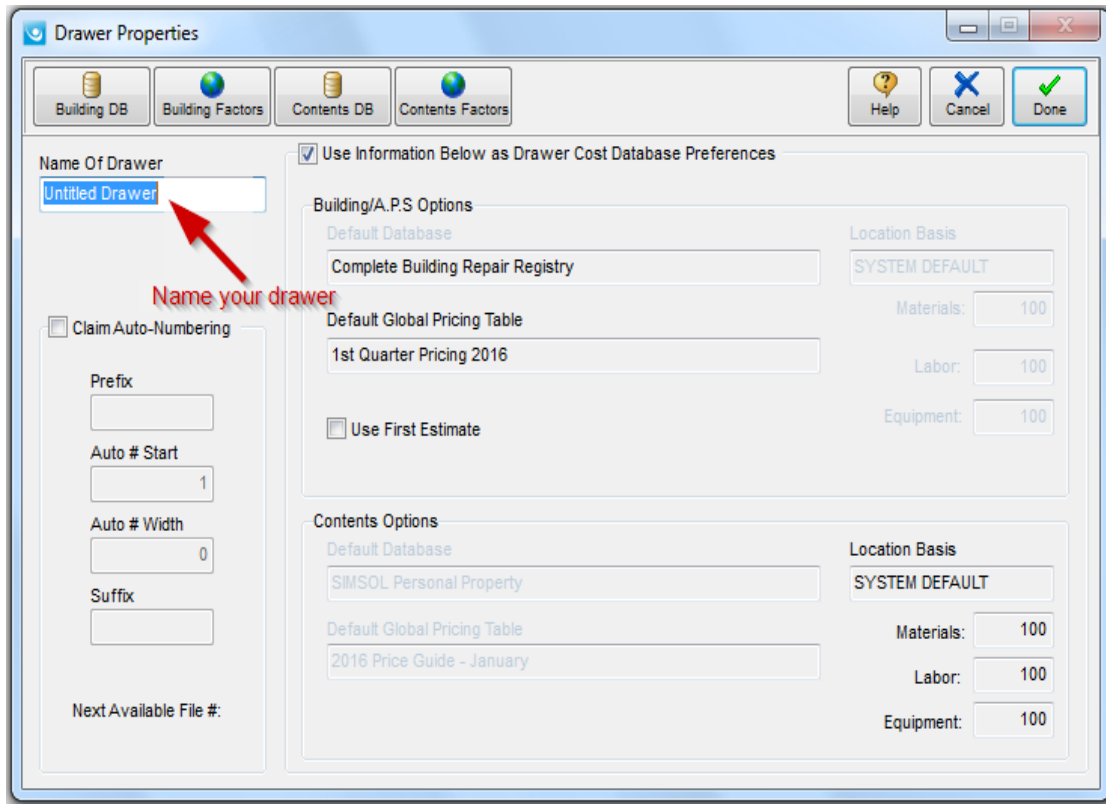 Drawer Properties
Building DB
Building Factors
Contents DB
Contents Factors
Help
Cancel
Done
Name Of Drawer
Untitled Drawer
Name your drawer
Claim Auto-Numbering
Prefix
Auto # Start
1
Auto # Width
0
Suffix
Next Available File #:
Use Information Below as Drawer Cost Database Preferences
Building/A.P.S Options
Default Database
Complete Building Repair Registry
Default Global Pricing Table
1st Quarter Pricing 2016
Use First Estimate
Location Basis
SYSTEM DEFAULT
Materials: 100
Labor: 100
Equipment: 100
Contents Options
Default Database
SIMSOL Personal Property
Default Global Pricing Table
2016 Price Guide - January
Location Basis
SYSTEM DEFAULT
Materials: 100
Labor: 100
Equipment: 100